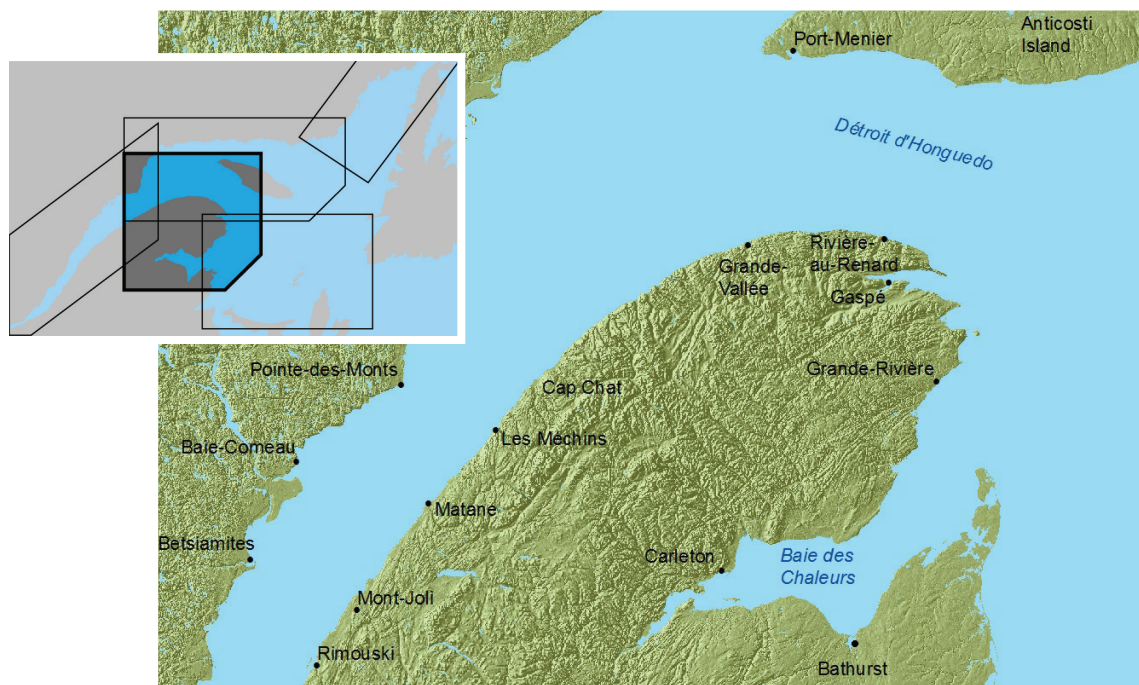 Anticosti
Island
Port-Menier
Détroit d'Honguedo
Rivière-
au-Renard
Grande-
Vallée
Gaspé
Pointe-des-Monts
Grande-Rivière
Cap Chat
Baie-Comeau
Les Méchins
Matane
Betsiamites
Carleton
Baie des
Chaleurs
Mont-Joli
Rimouski
Bathurst